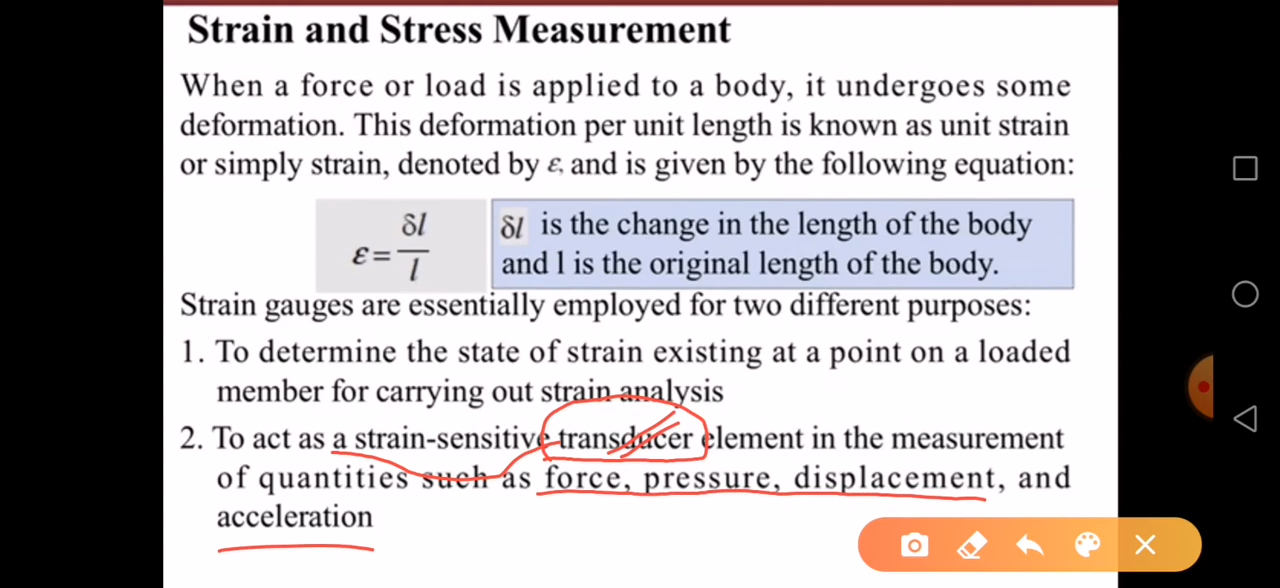 Strain and Stress Measurement
When a force or load is applied to a body, it undergoes some
deformation. This deformation per unit length is known as unit strain
or simply strain, denoted by ε, and is given by the following equation:
ε = δl / l
δl is the change in the length of the body
and l is the original length of the body.
Strain gauges are essentially employed for two different purposes:
1. To determine the state of strain existing at a point on a loaded
member for carrying out strain analysis
2. To act as a strain-sensitive transducer element in the measurement
of quantities such as force, pressure, displacement, and
acceleration